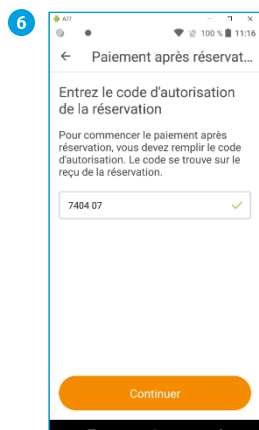 6
A77
100 % 11:16
← Paiement après réservat...
Entrez le code d'autorisation
de la réservation
Pour commencer le paiement après
réservation, vous devez remplir le code
d'autorisation. Le code se trouve sur le
reçu de la réservation.
7404 07
Continuer